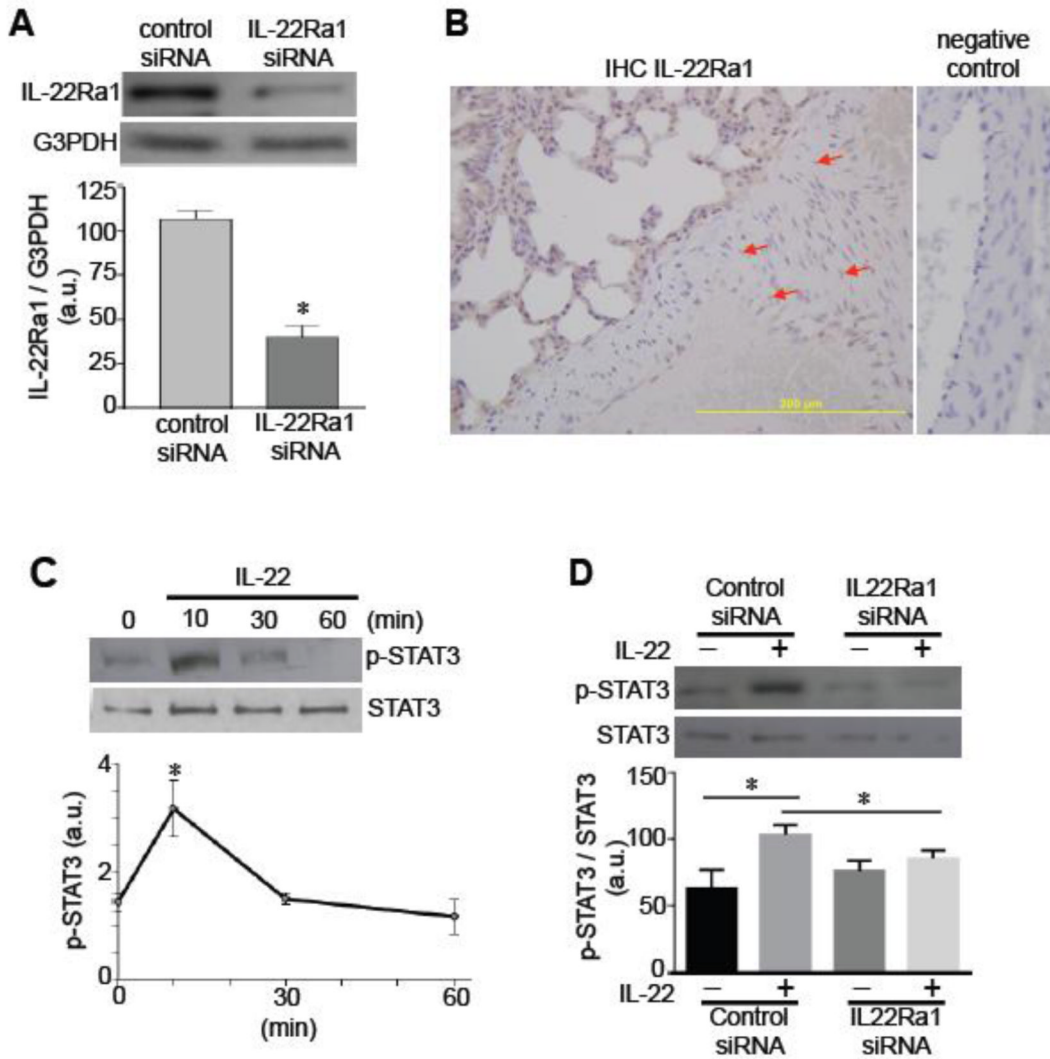 A
control IL-22Ra1
siRNA siRNA
IL-22Ra1
G3PDH
IL-22Ra1 / G3PDH
(a.u.)
125
100
75
50
25
0
*
control IL-22Ra1
siRNA siRNA
B
IHC IL-22Ra1
negative
control
200 µm
C
IL-22
0 10 30 60 (min)
p-STAT3
STAT3
p-STAT3 (a.u.)
4
2
0
*
0 30 60
(min)
D
Control IL22Ra1
siRNA siRNA
IL-22 – + – +
p-STAT3
STAT3
p-STAT3 / STAT3
(a.u.)
150
100
50
0
* *
IL-22 – + – +
Control IL22Ra1
siRNA siRNA